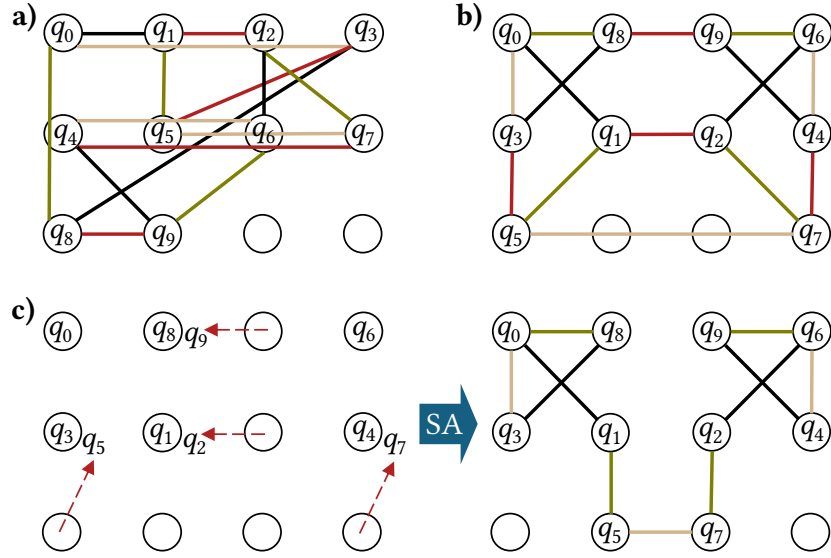 a)
q0 q1 q2 q3
q4 q5 q6 q7
q8 q9
b)
q0 q8 q9 q6
q3 q1 q2 q4
q5 q7
c)
q0 q8 q9 q6
q3 q5 q1 q2 q4 q7
SA
q0 q8 q9 q6
q3 q1 q2 q4
q5 q7